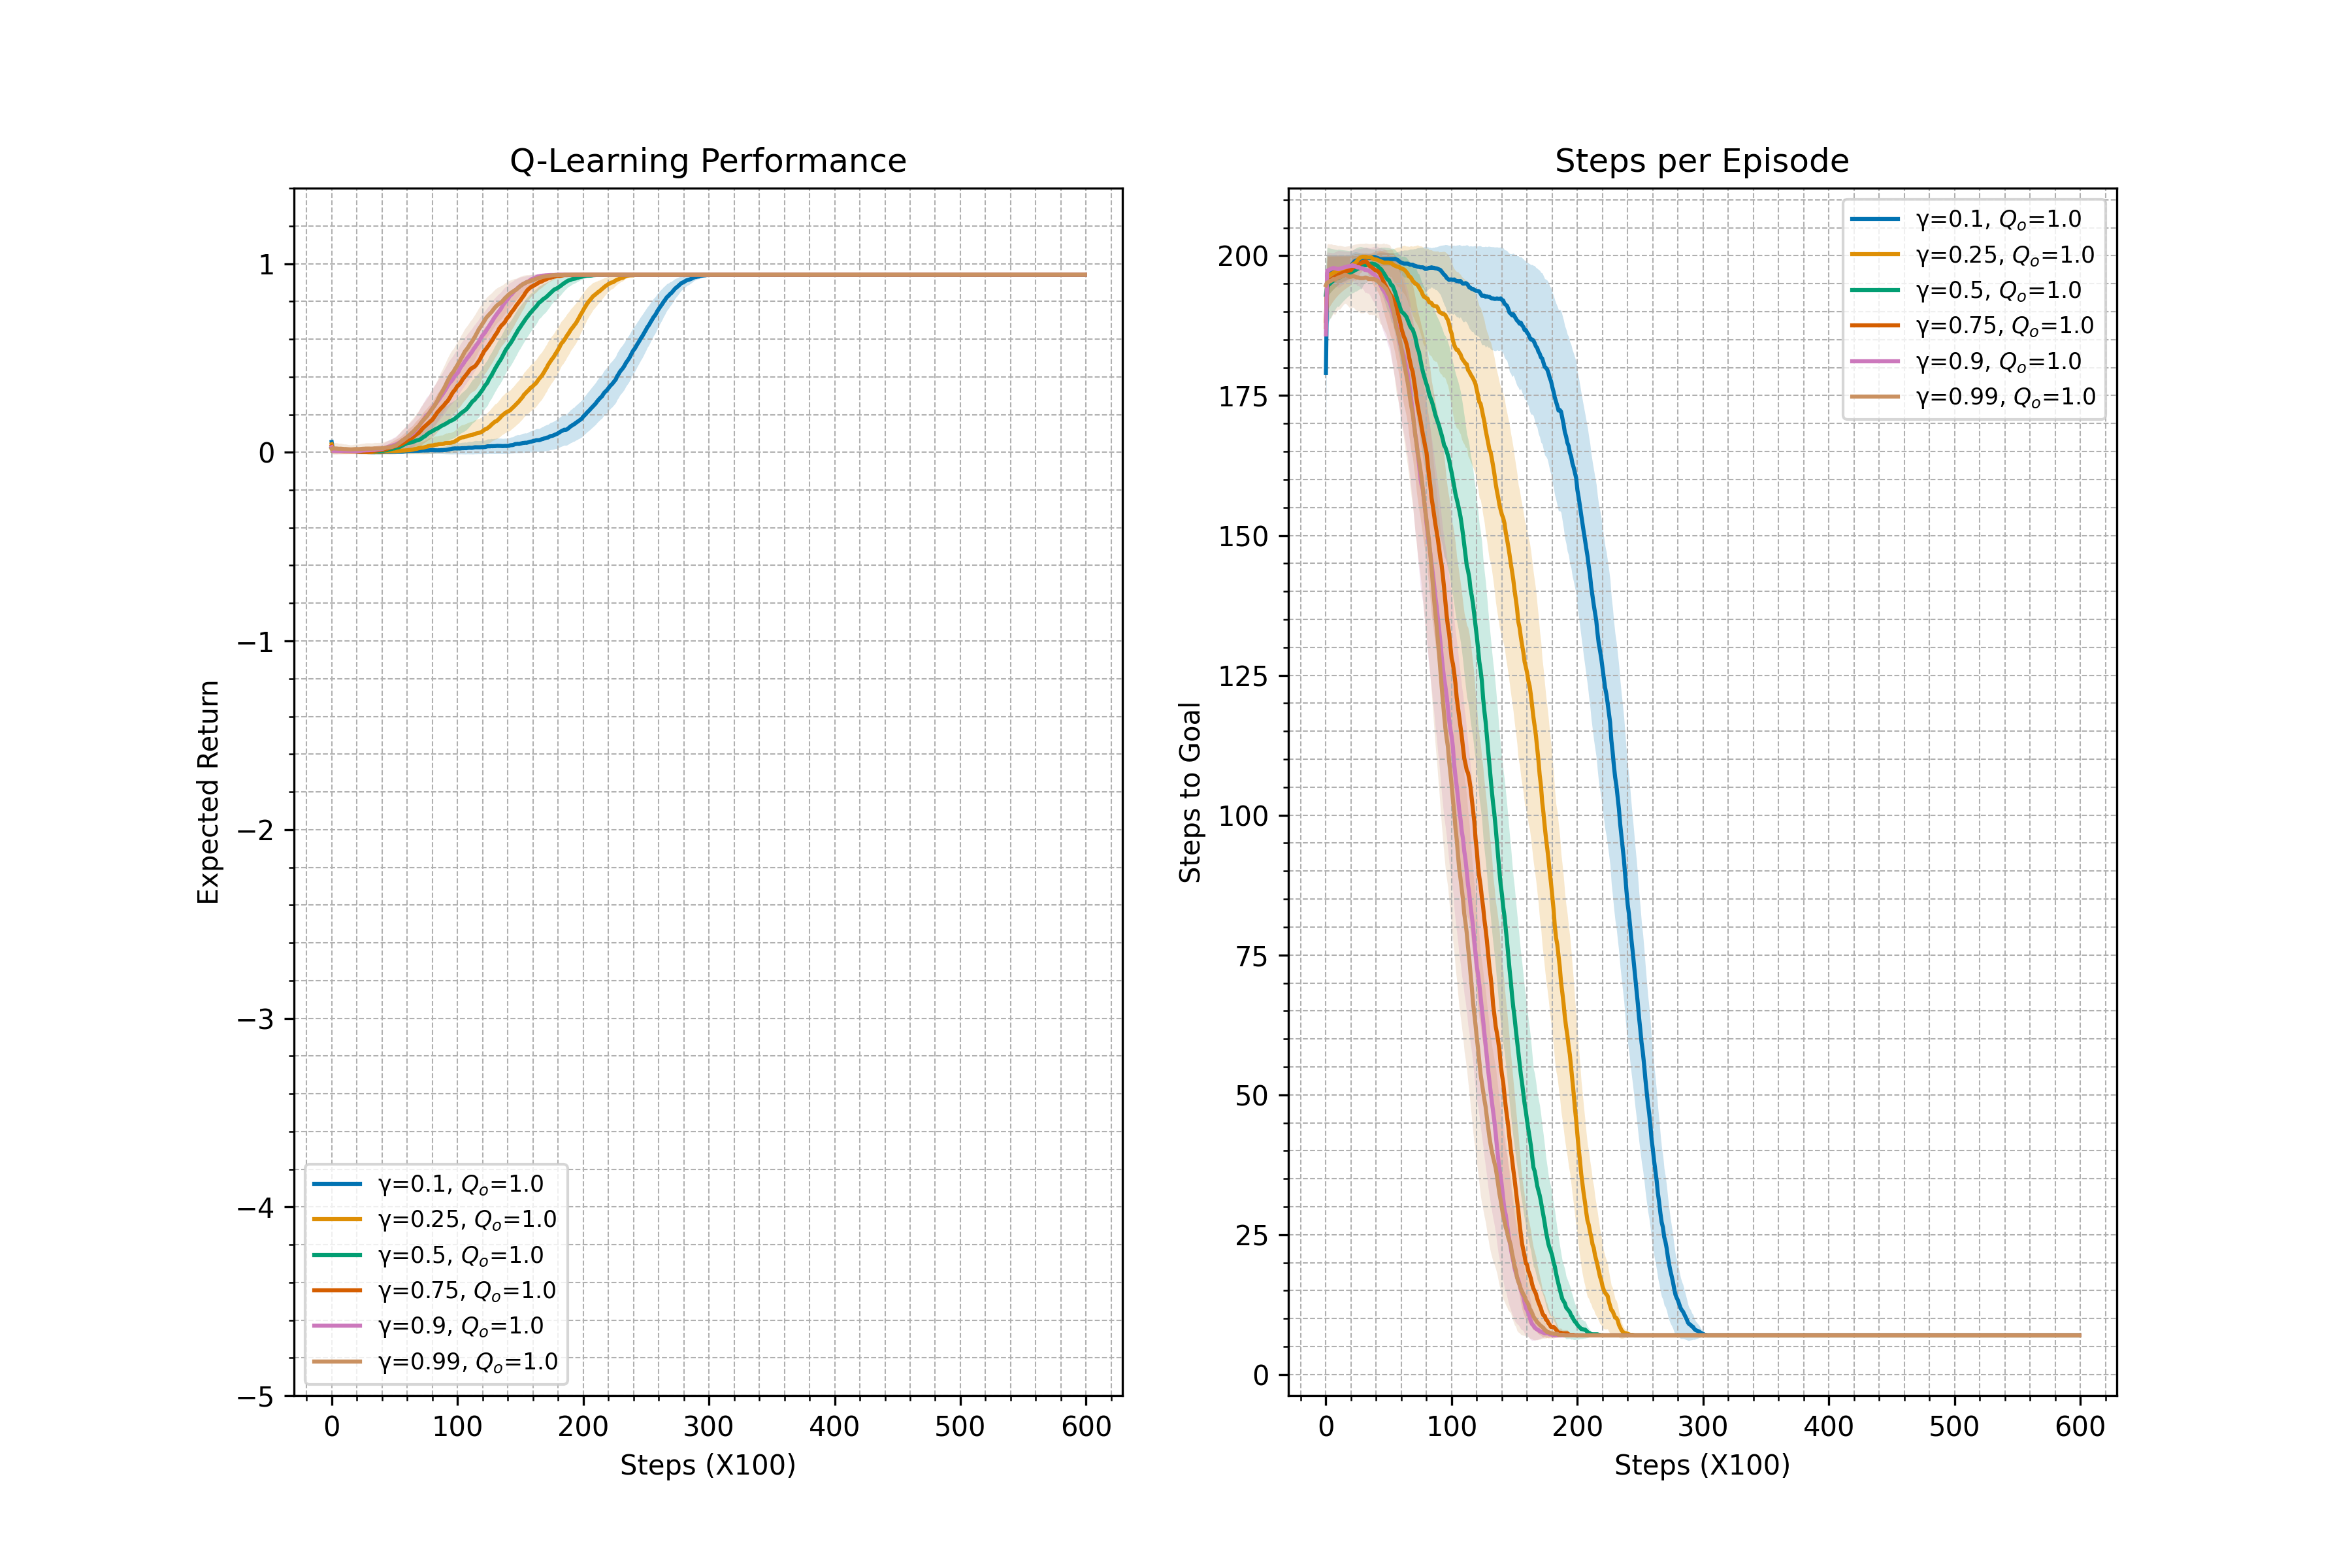 Q-Learning Performance
Expected Return
1
0
−1
−2
−3
−4
−5
γ=0.1, Qₒ=1.0
γ=0.25, Qₒ=1.0
γ=0.5, Qₒ=1.0
γ=0.75, Qₒ=1.0
γ=0.9, Qₒ=1.0
γ=0.99, Qₒ=1.0
0 100 200 300 400 500 600
Steps (X100)
Steps per Episode
Steps to Goal
200
175
150
125
100
75
50
25
0
γ=0.1, Qₒ=1.0
γ=0.25, Qₒ=1.0
γ=0.5, Qₒ=1.0
γ=0.75, Qₒ=1.0
γ=0.9, Qₒ=1.0
γ=0.99, Qₒ=1.0
0 100 200 300 400 500 600
Steps (X100)